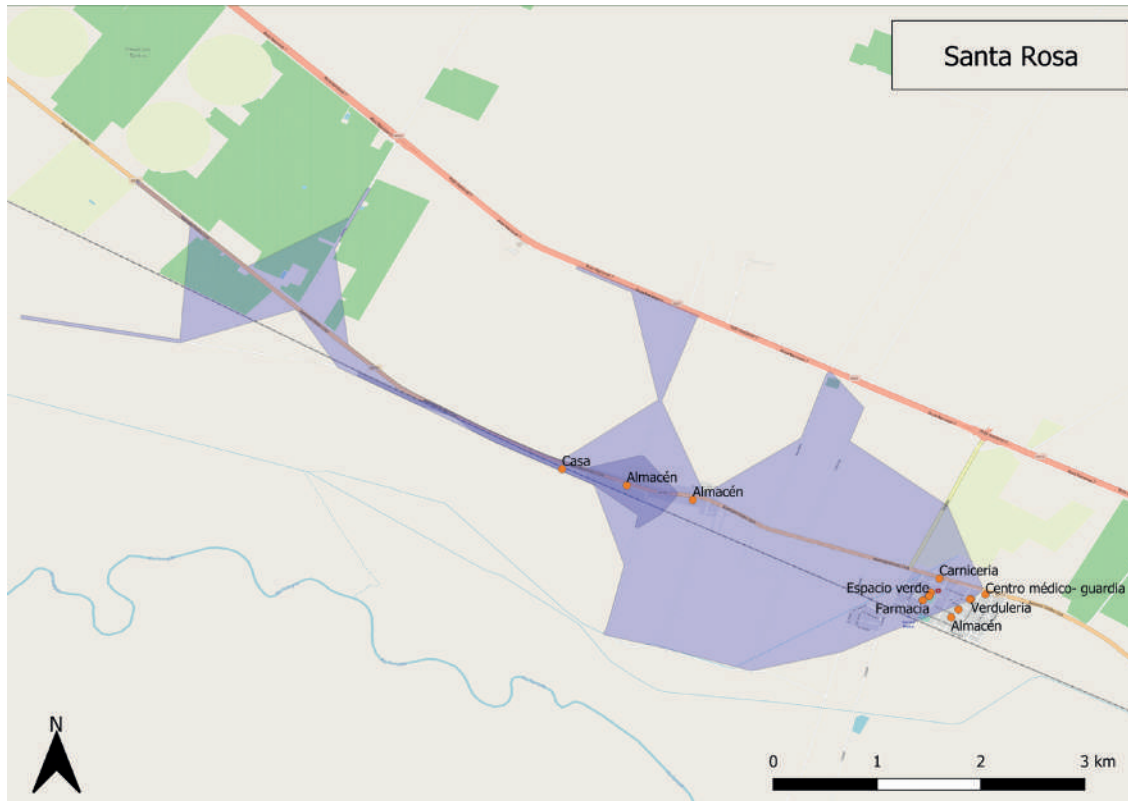 Santa Rosa
Casa
Almacén
Almacén
Carniceria
Espacio verde
Centro médico- guardia
Farmacia
Verduleria
Almacén
N
0 1 2 3 km